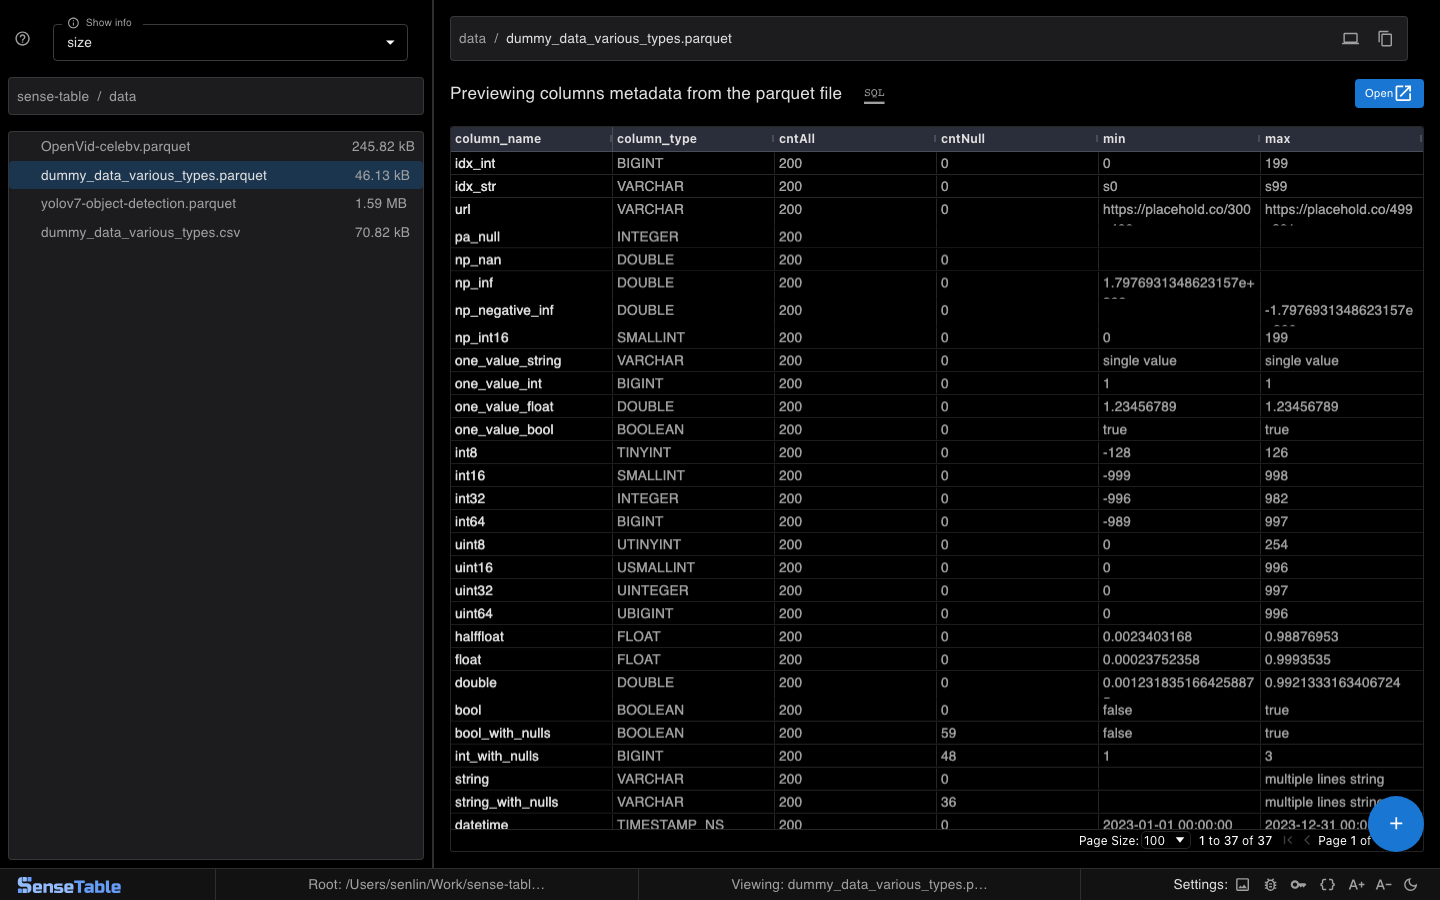 Show info
size
sense-table / data
OpenVid-celebv.parquet 245.82 kB
dummy_data_various_types.parquet 46.13 kB
yolov7-object-detection.parquet 1.59 MB
dummy_data_various_types.csv 70.82 kB
data / dummy_data_various_types.parquet
Previewing columns metadata from the parquet file SQL Open
column_name column_type cntAll cntNull min max
idx_int BIGINT 200 0 0 199
idx_str VARCHAR 200 0 s0 s99
url VARCHAR 200 0 https://placehold.co/300 https://placehold.co/499
pa_null INTEGER 200
np_nan DOUBLE 200 0
np_inf DOUBLE 200 0 1.7976931348623157e+
np_negative_inf DOUBLE 200 0 -1.7976931348623157e
np_int16 SMALLINT 200 0 0 199
one_value_string VARCHAR 200 0 single value single value
one_value_int BIGINT 200 0 1 1
one_value_float DOUBLE 200 0 1.23456789 1.23456789
one_value_bool BOOLEAN 200 0 true true
int8 TINYINT 200 0 -128 126
int16 SMALLINT 200 0 -999 998
int32 INTEGER 200 0 -996 982
int64 BIGINT 200 0 -989 997
uint8 UTINYINT 200 0 0 254
uint16 USMALLINT 200 0 0 996
uint32 UINTEGER 200 0 0 997
uint64 UBIGINT 200 0 0 996
halffloat FLOAT 200 0 0.0023403168 0.98876953
float FLOAT 200 0 0.00023752358 0.9993535
double DOUBLE 200 0 0.001231835166425887 0.9921333163406724
bool BOOLEAN 200 0 false true
bool_with_nulls BOOLEAN 200 59 false true
int_with_nulls BIGINT 200 48 1 3
string VARCHAR 200 0 multiple lines string
string_with_nulls VARCHAR 200 36 multiple lines string
datetime TIMESTAMP_NS 200 0 2023-01-01 00:00:00 2023-12-31 00:0
Page Size: 100 1 to 37 of 37 Page 1 of
SenseTable
Root: /Users/senlin/Work/sense-tabl...
Viewing: dummy_data_various_types.p...
Settings: A+ A-